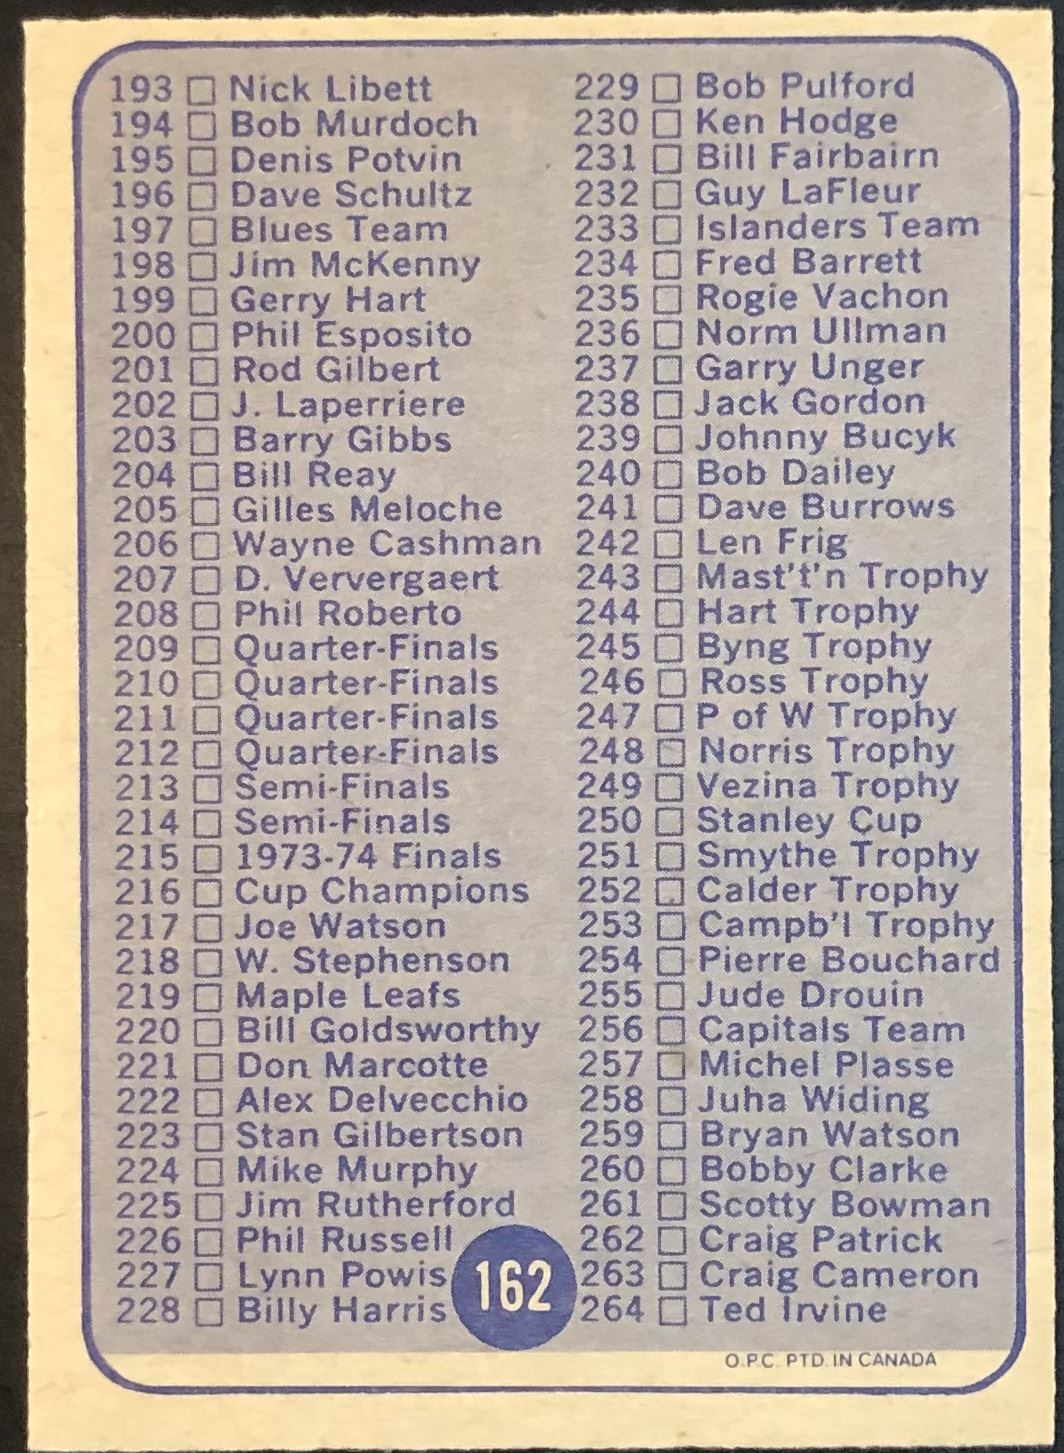 193 Nick Libett
194 Bob Murdoch
195 Denis Potvin
196 Dave Schultz
197 Blues Team
198 Jim McKenny
199 Gerry Hart
200 Phil Esposito
201 Rod Gilbert
202 J. Laperriere
203 Barry Gibbs
204 Bill Reay
205 Gilles Meloche
206 Wayne Cashman
207 D. Ververgaert
208 Phil Roberto
209 Quarter-Finals
210 Quarter-Finals
211 Quarter-Finals
212 Quarter-Finals
213 Semi-Finals
214 Semi-Finals
215 1973-74 Finals
216 Cup Champions
217 Joe Watson
218 W. Stephenson
219 Maple Leafs
220 Bill Goldsworthy
221 Don Marcotte
222 Alex Delvecchio
223 Stan Gilbertson
224 Mike Murphy
225 Jim Rutherford
226 Phil Russell
227 Lynn Powis
228 Billy Harris
229 Bob Pulford
230 Ken Hodge
231 Bill Fairbairn
232 Guy LaFleur
233 Islanders Team
234 Fred Barrett
235 Rogie Vachon
236 Norm Ullman
237 Garry Unger
238 Jack Gordon
239 Johnny Bucyk
240 Bob Dailey
241 Dave Burrows
242 Len Frig
243 Mast't'n Trophy
244 Hart Trophy
245 Byng Trophy
246 Ross Trophy
247 P of W Trophy
248 Norris Trophy
249 Vezina Trophy
250 Stanley Cup
251 Smythe Trophy
252 Calder Trophy
253 Campb'l Trophy
254 Pierre Bouchard
255 Jude Drouin
256 Capitals Team
257 Michel Plasse
258 Juha Widing
259 Bryan Watson
260 Bobby Clarke
261 Scotty Bowman
262 Craig Patrick
263 Craig Cameron
264 Ted Irvine
162
O.P.C. PTD. IN CANADA